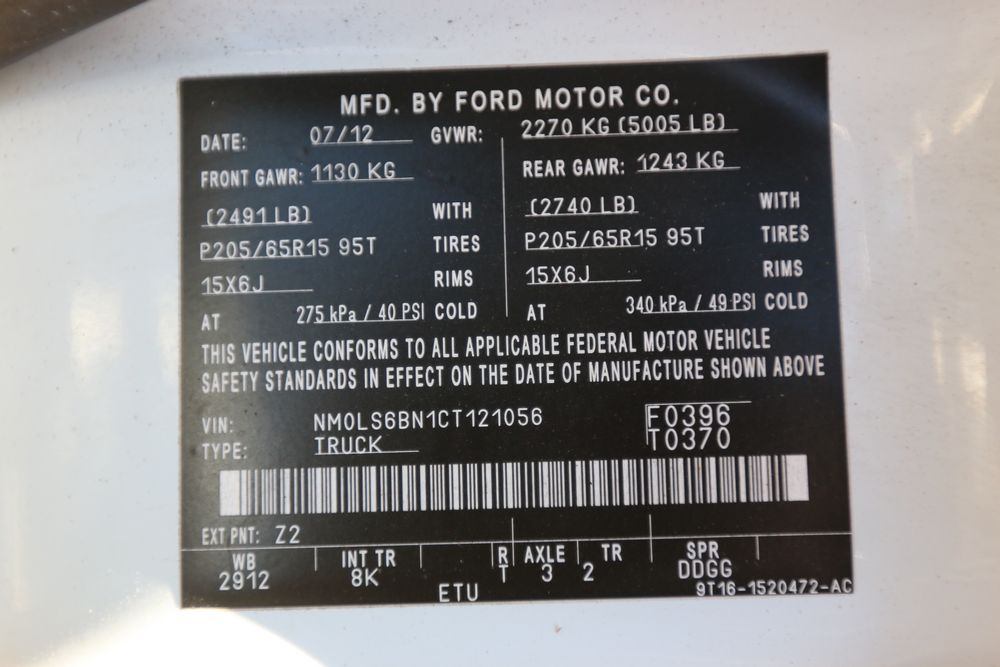 MFD. BY FORD MOTOR CO.
DATE: 07/12 GVWR: 2270 KG (5005 LB)
FRONT GAWR: 1130 KG REAR GAWR: 1243 KG
(2491 LB) WITH (2740 LB) WITH
P205/65R15 95T TIRES P205/65R15 95T TIRES
15X6J RIMS 15X6J RIMS
AT 275 kPa / 40 PSI COLD AT 340 kPa / 49 PSI COLD
THIS VEHICLE CONFORMS TO ALL APPLICABLE FEDERAL MOTOR VEHICLE
SAFETY STANDARDS IN EFFECT ON THE DATE OF MANUFACTURE SHOWN ABOVE
VIN: NM0LS6BN1CT121056 F0396
TYPE: TRUCK T0370
EXT PNT: Z2
WB INT TR R AXLE TR SPR
2912 8K T 3 2 DDGG
ETU 9T16-1520472-AC